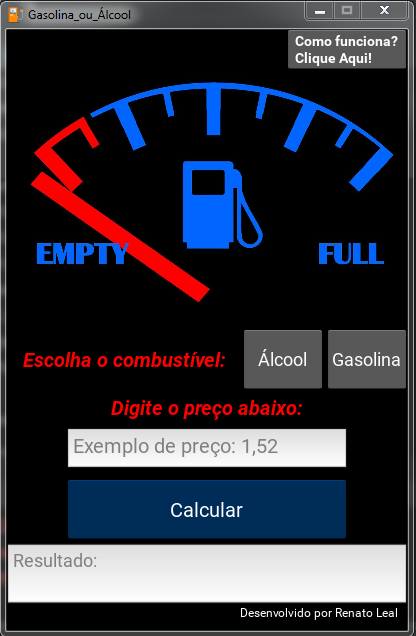 Gasolina_ou_Álcool
Como funciona?
Clique Aqui!
EMPTY
FULL
Escolha o combustível:
Álcool
Gasolina
Digite o preço abaixo:
Exemplo de preço: 1,52
Calcular
Resultado:
Desenvolvido por Renato Leal